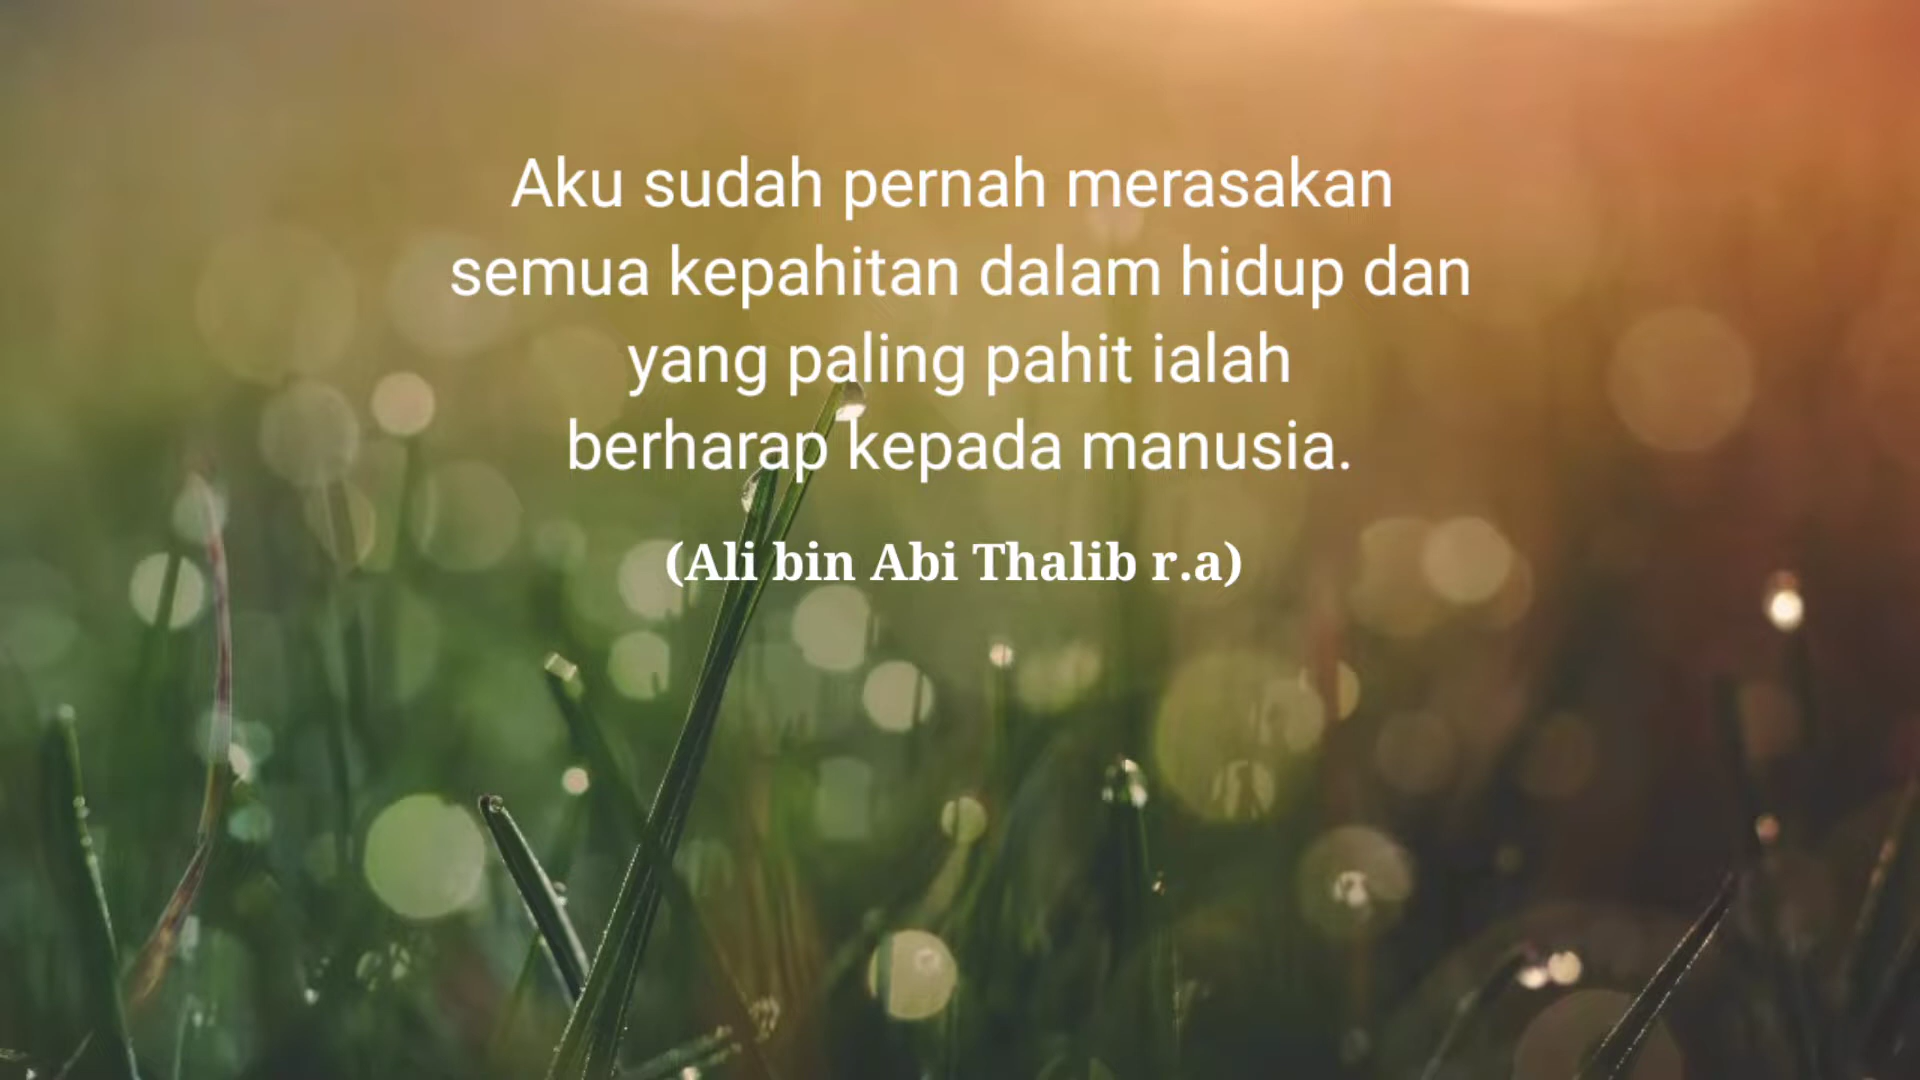 Aku sudah pernah merasakan
semua kepahitan dalam hidup dan
yang paling pahit ialah
berharap kepada manusia.
(Ali bin Abi Thalib r.a)